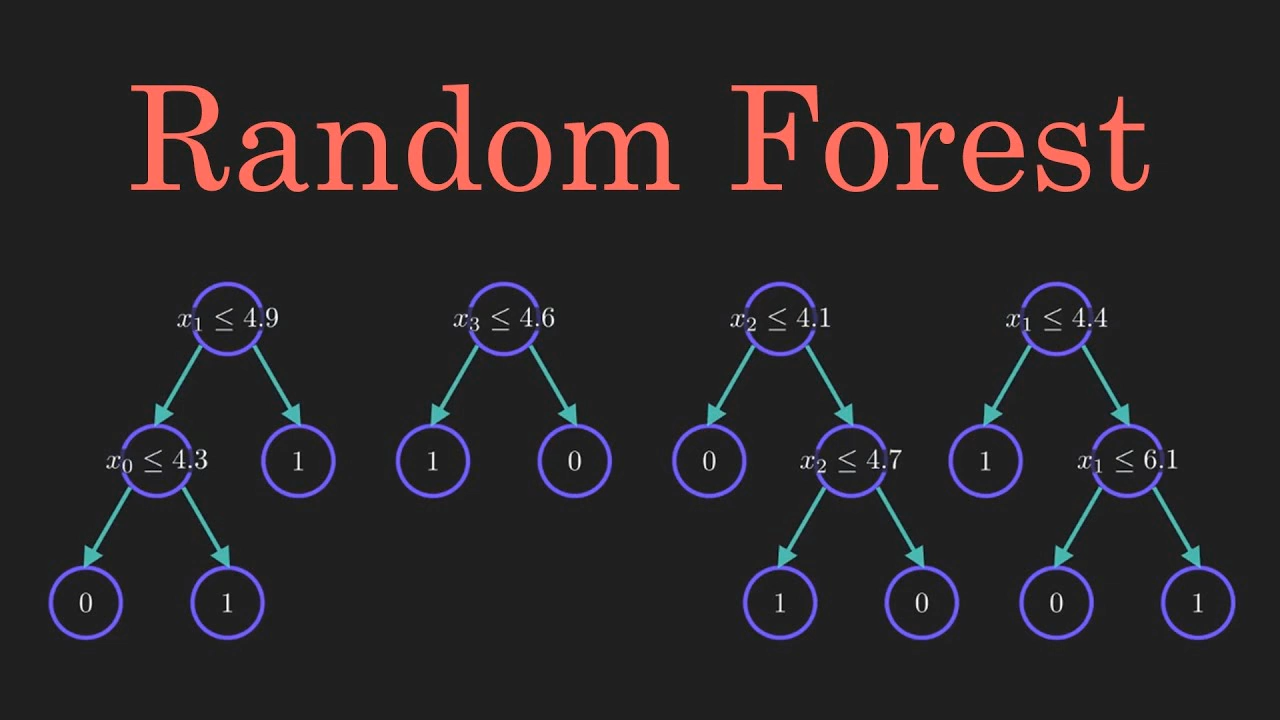 Random Forest
x₁ ≤ 4.9 x₃ ≤ 4.6 x₂ ≤ 4.1 x₁ ≤ 4.4
x₀ ≤ 4.3 1 1 0 0 x₂ ≤ 4.7 1 x₁ ≤ 6.1
0 1 1 0 0 1